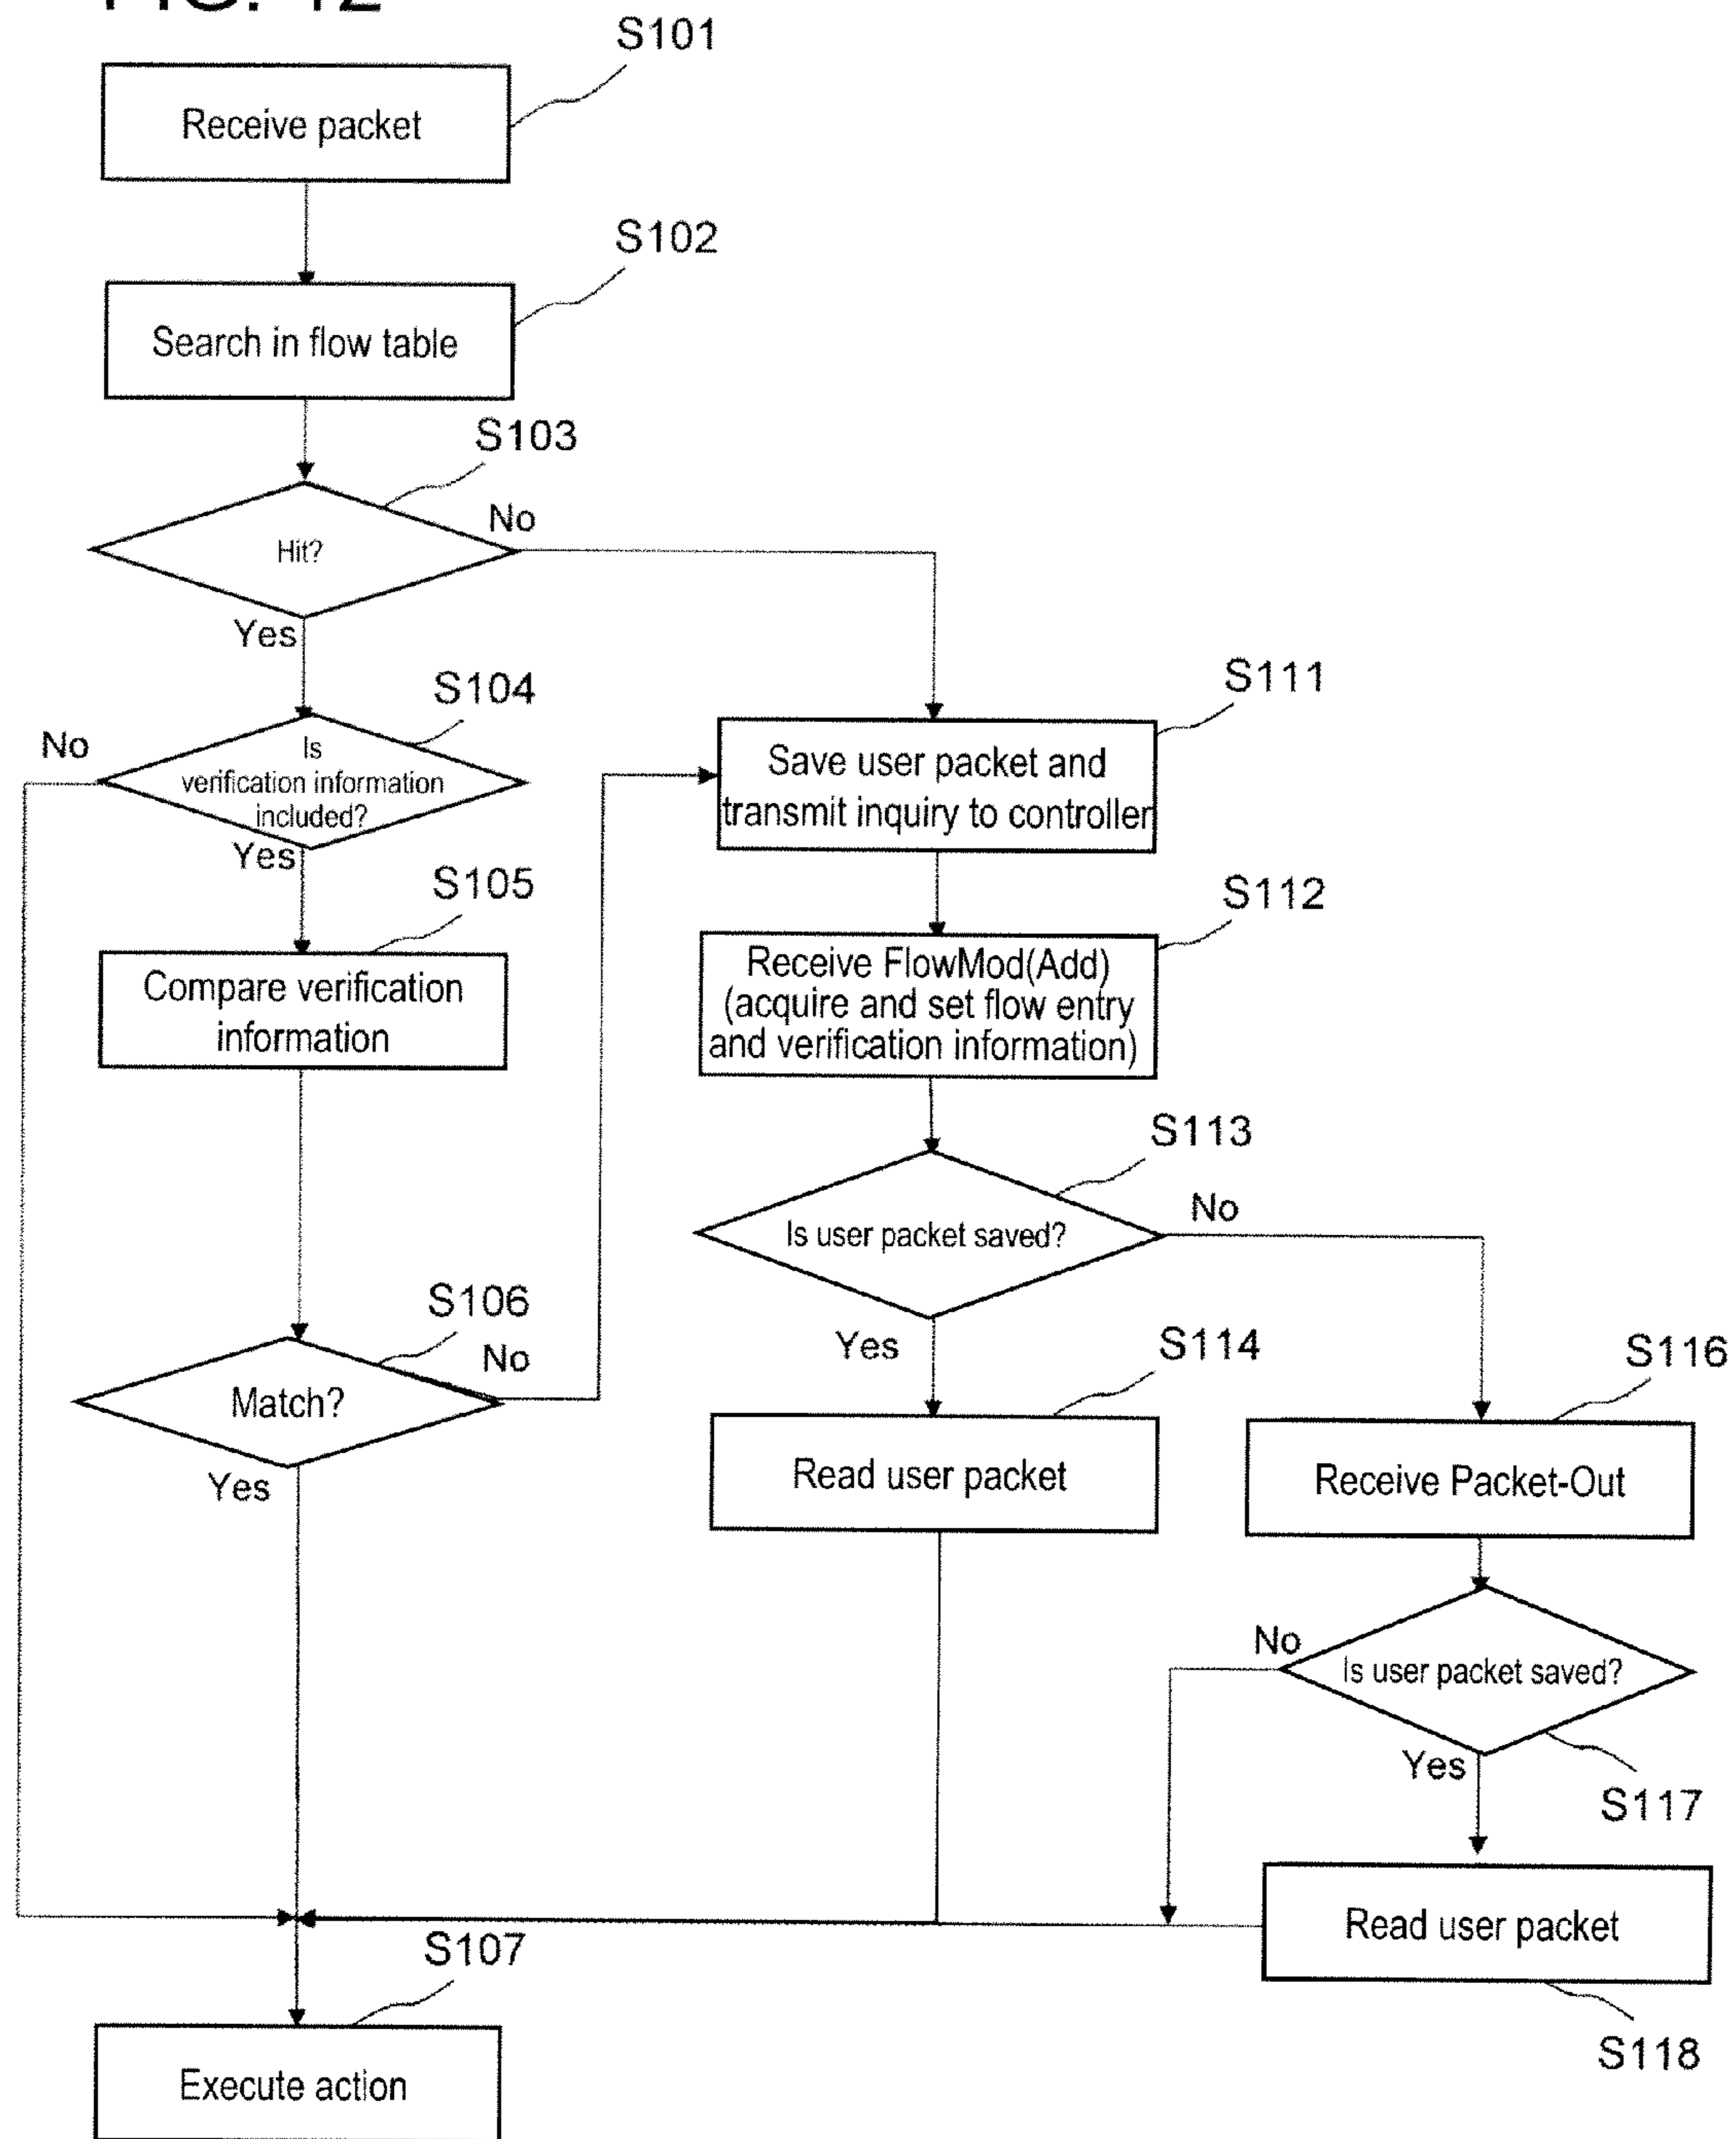 FIG. 12
S101
Receive packet
S102
Search in flow table
S103
Hit?
No
Yes
S104
No
Is
verification information
included?
Yes
S105
Compare verification
information
S106
Match?
No
Yes
S111
Save user packet and
transmit inquiry to controller
S112
Receive FlowMod(Add)
(acquire and set flow entry
and verification information)
S113
Is user packet saved?
No
Yes
S114
Read user packet
S116
Receive Packet-Out
No
Is user packet saved?
Yes
S117
Read user packet
S118
S107
Execute action